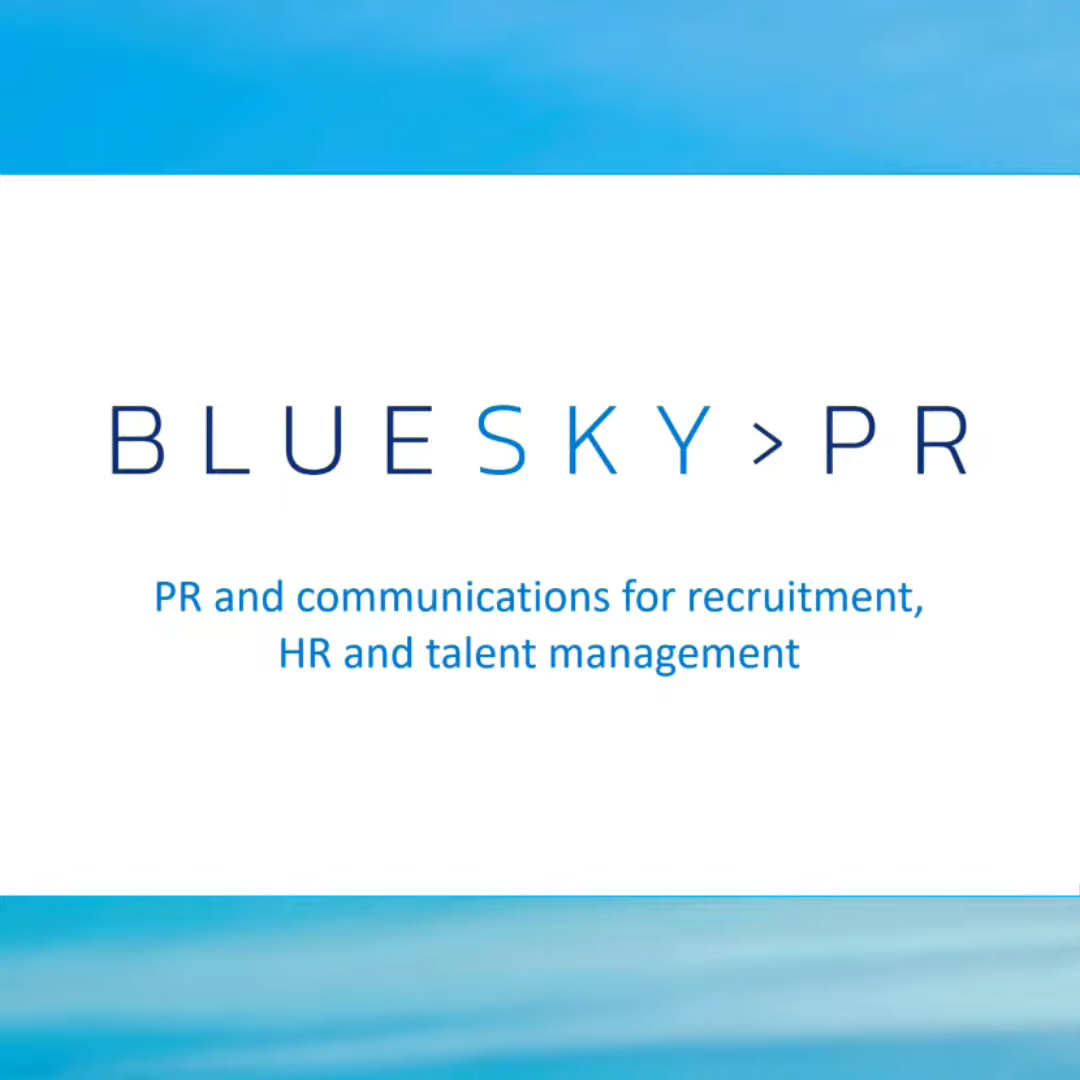 BLUESKY>PR
PR and communications for recruitment,
HR and talent management